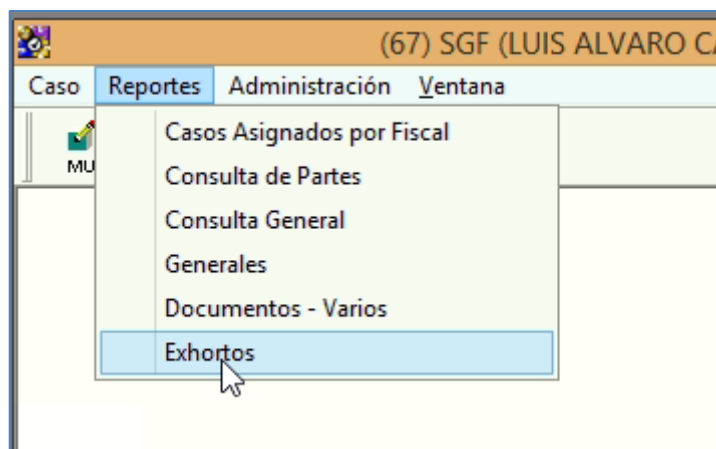 (67) SGF (LUIS ALVARO
Caso Reportes Administración Ventana
MU
Casos Asignados por Fiscal
Consulta de Partes
Consulta General
Generales
Documentos - Varios
Exhortos